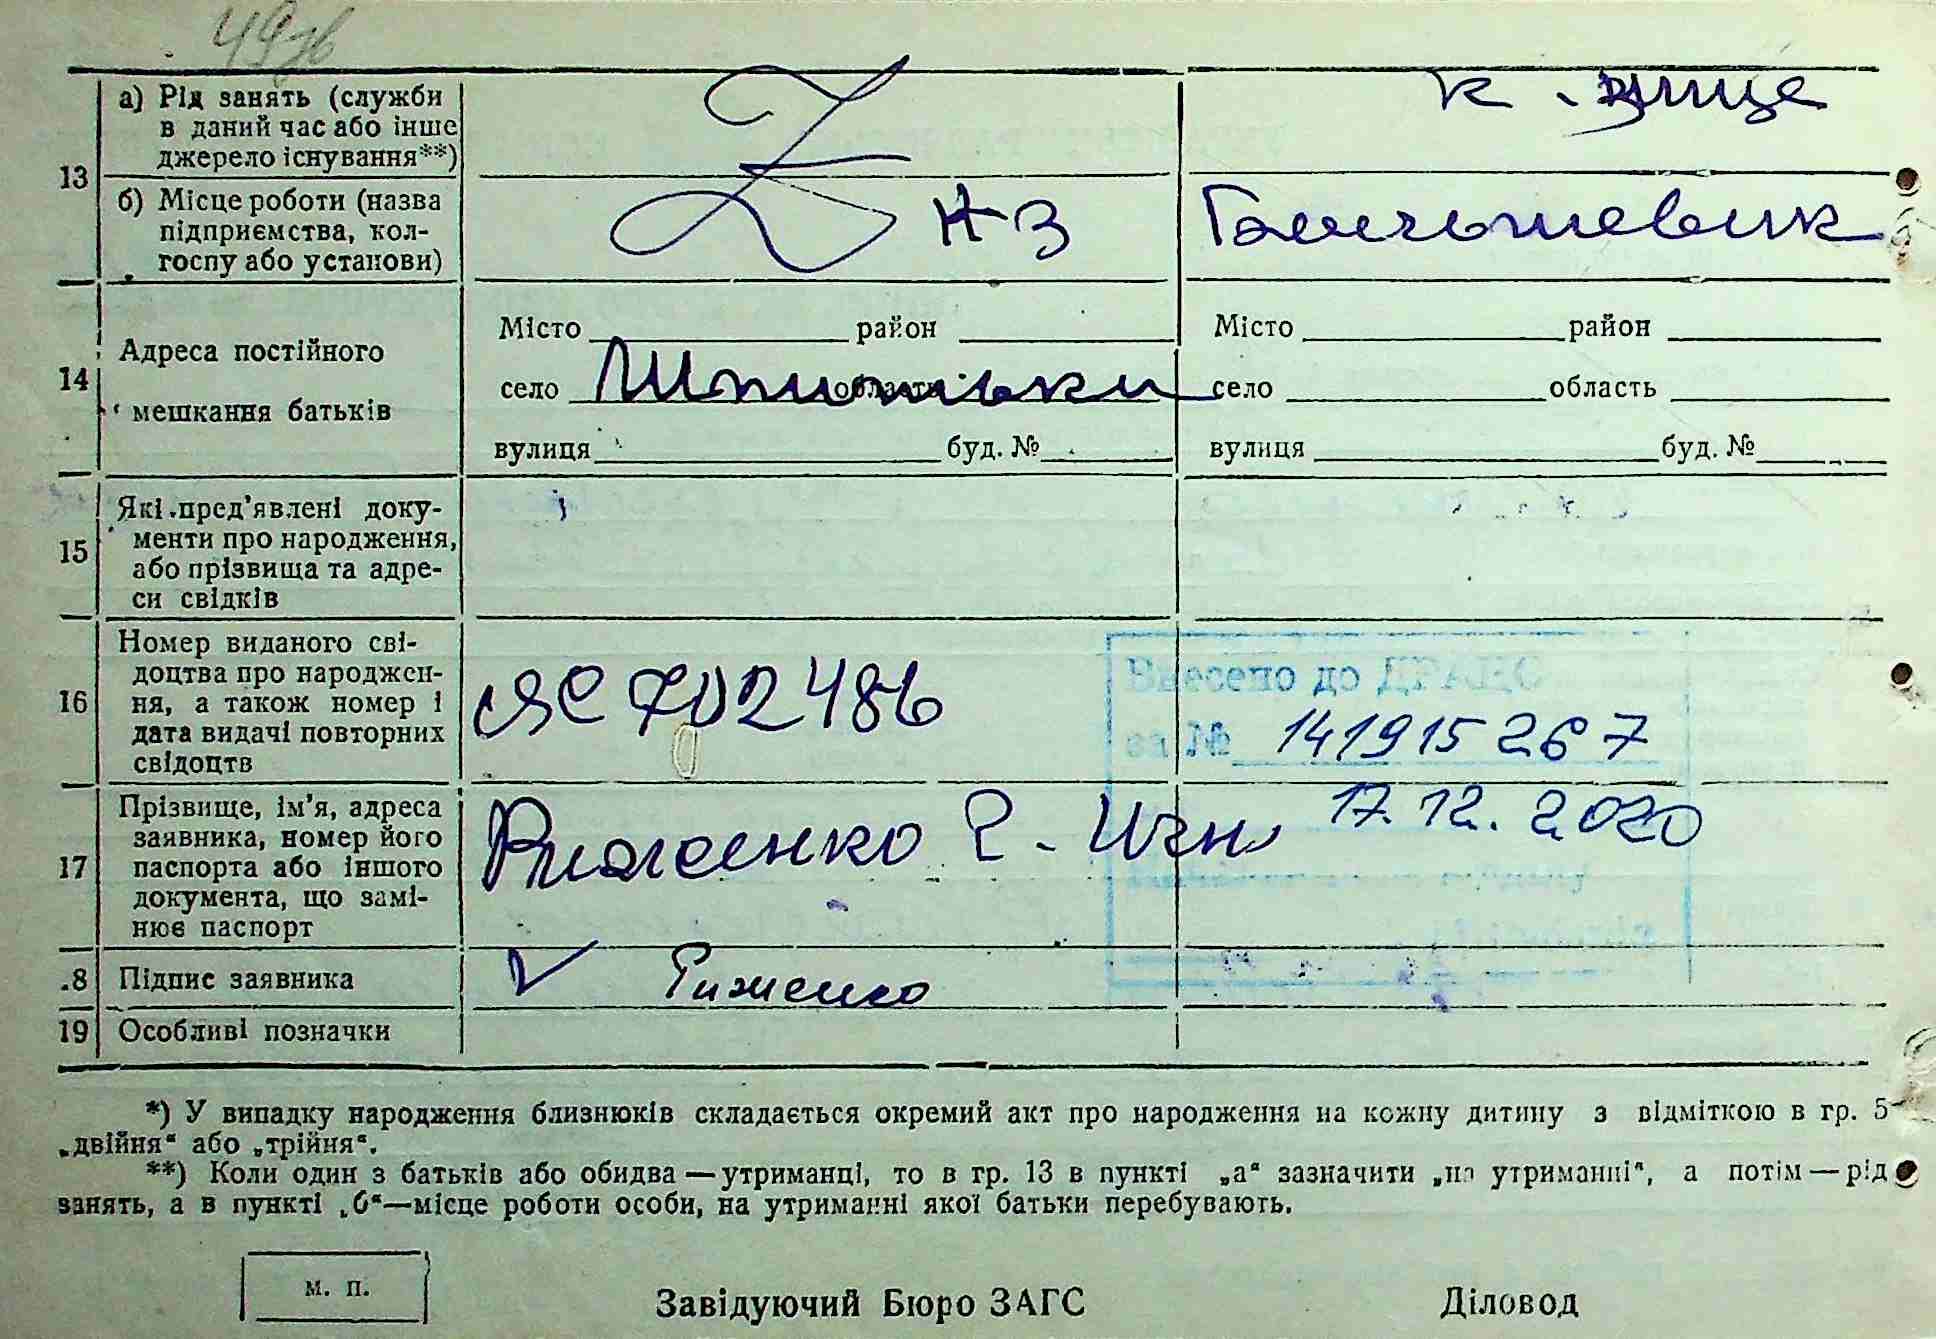 49зв
13
а) Рід занять (служби
в даний час або інше
джерело існування**)
к
б) Місце роботи (назва
підприємства, кол-
госпу або установи)
Нз
14
Адреса постійного
мешкання батьків
Місто район
село область
вулиця буд. №
Місто район
село область
вулиця буд. №
15
Які пред'явлені доку-
менти про народження,
або прізвища та адре-
си свідків
16
Номер виданого сві-
доцтва про народжен-
ня, а також номер і
дата видачі повторних
свідоцтв
ЯС 702486
Внесено до ДРАЦС
за № 141915267
17.12.2020
17
Прізвище, ім'я, адреса
заявника, номер його
паспорта або іншого
документа, що замі-
нює паспорт
Риженко
.8
Підпис заявника
Риженко
19
Особливі позначки
*) У випадку народження близнюків складається окремий акт про народження на кожну дитину з відміткою в гр. 5
„двійня“ або „трійня“.
**) Коли один з батьків або обидва — утриманці, то в гр. 13 в пункті „а“ зазначити „на утриманні“, а потім — рід
занять, а в пункті „б“—місце роботи особи, на утриманні якої батьки перебувають.
М. П.
Завідуючий Бюро ЗАГС
Діловод